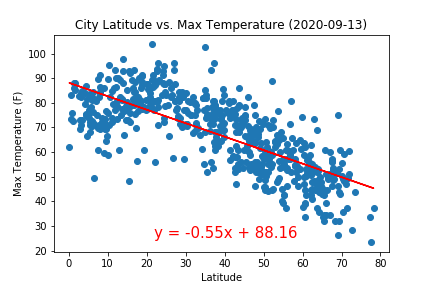 City Latitude vs. Max Temperature (2020-09-13)
Max Temperature (F)
100
90
80
70
60
50
40
30
20
y = -0.55x + 88.16
0 10 20 30 40 50 60 70 80
Latitude